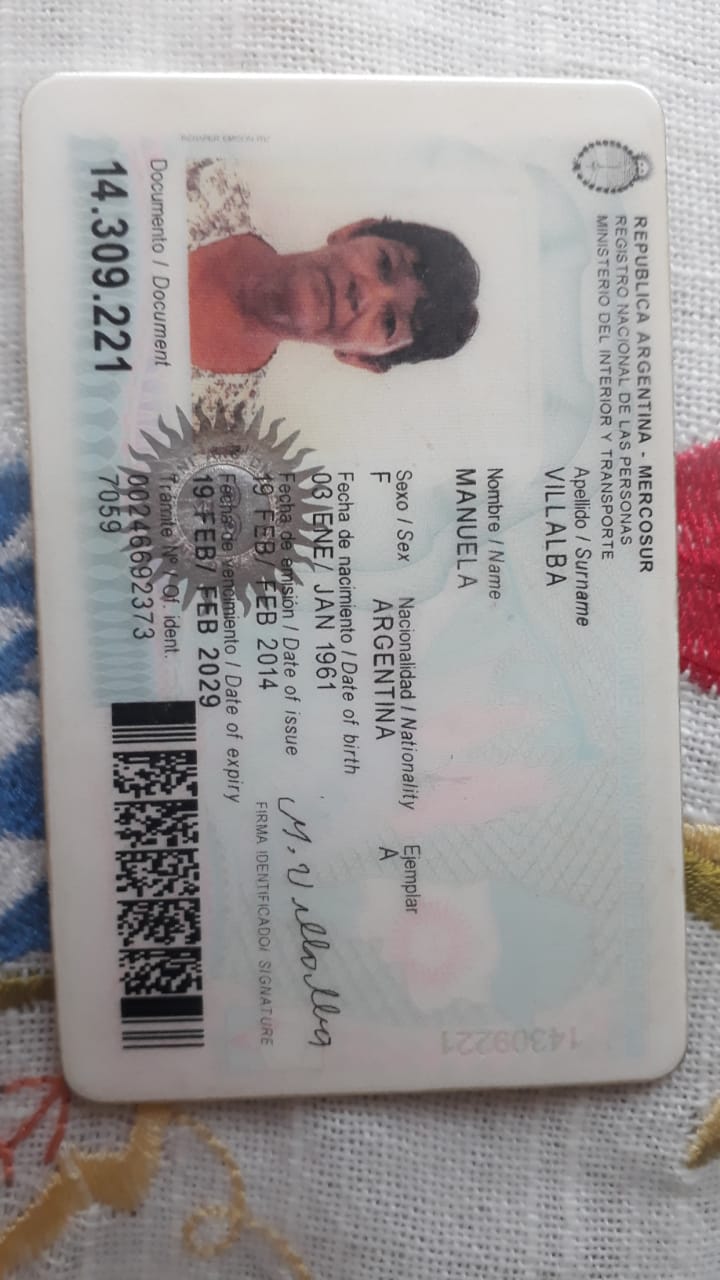 REPUBLICA ARGENTINA - MERCOSUR
REGISTRO NACIONAL DE LAS PERSONAS
MINISTERIO DEL INTERIOR Y TRANSPORTE
Apellido / Surname
VILLALBA
Nombre / Name
MANUELA
Sexo / Sex Nacionalidad / Nationality Ejemplar
F ARGENTINA A
Fecha de nacimiento / Date of birth
03 ENE/ JAN 1961
Fecha de emisión / Date of issue
19 FEB/ FEB 2014
Fecha de vencimiento / Date of expiry
19 FEB/ FEB 2029
Trámite Nº / Of. ident.
00246692373
7059
Documento / Document
14.309.221
M. Villalba
FIRMA IDENTIFICADO/ SIGNATURE
14309221